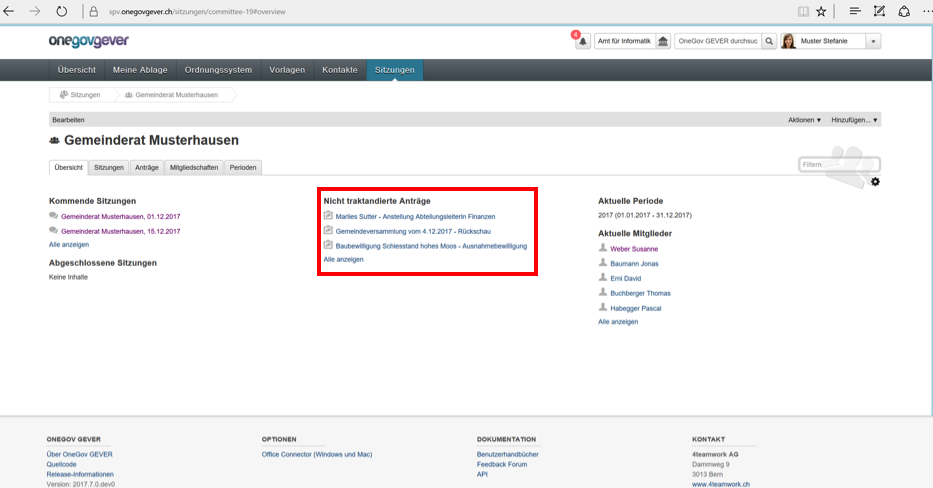 spv.onegovgever.ch/sitzungen/committee-19#overview
onegovgever
4
Amt für Informatik
OneGov GEVER durchsuc
Muster Stefanie
Übersicht
Meine Ablage
Ordnungssystem
Vorlagen
Kontakte
Sitzungen
Sitzungen
Gemeinderat Musterhausen
Bearbeiten
Aktionen ▼
Hinzufügen... ▼
Gemeinderat Musterhausen
Übersicht
Sitzungen
Anträge
Mitgliedschaften
Perioden
Filtern
Kommende Sitzungen
Gemeinderat Musterhausen, 01.12.2017
Gemeinderat Musterhausen, 15.12.2017
Alle anzeigen
Abgeschlossene Sitzungen
Keine Inhalte
Nicht traktandierte Anträge
Marlies Sutter - Anstellung Abteilungsleiterin Finanzen
Gemeindeversammlung vom 4.12.2017 - Rückschau
Baubewilligung Schiesstand hohes Moos - Ausnahmebewilligung
Alle anzeigen
Aktuelle Periode
2017 (01.01.2017 - 31.12.2017)
Aktuelle Mitglieder
Weber Susanne
Baumann Jonas
Erni David
Buchberger Thomas
Habegger Pascal
Alle anzeigen
ONEGOV GEVER
Über OneGov GEVER
Quellcode
Release-Informationen
Version: 2017.7.0.dev0
OPTIONEN
Office Connector (Windows und Mac)
DOKUMENTATION
Benutzerhandbücher
Feedback Forum
API
KONTAKT
4teamwork AG
Dammweg 9
3013 Bern
www.4teamwork.ch